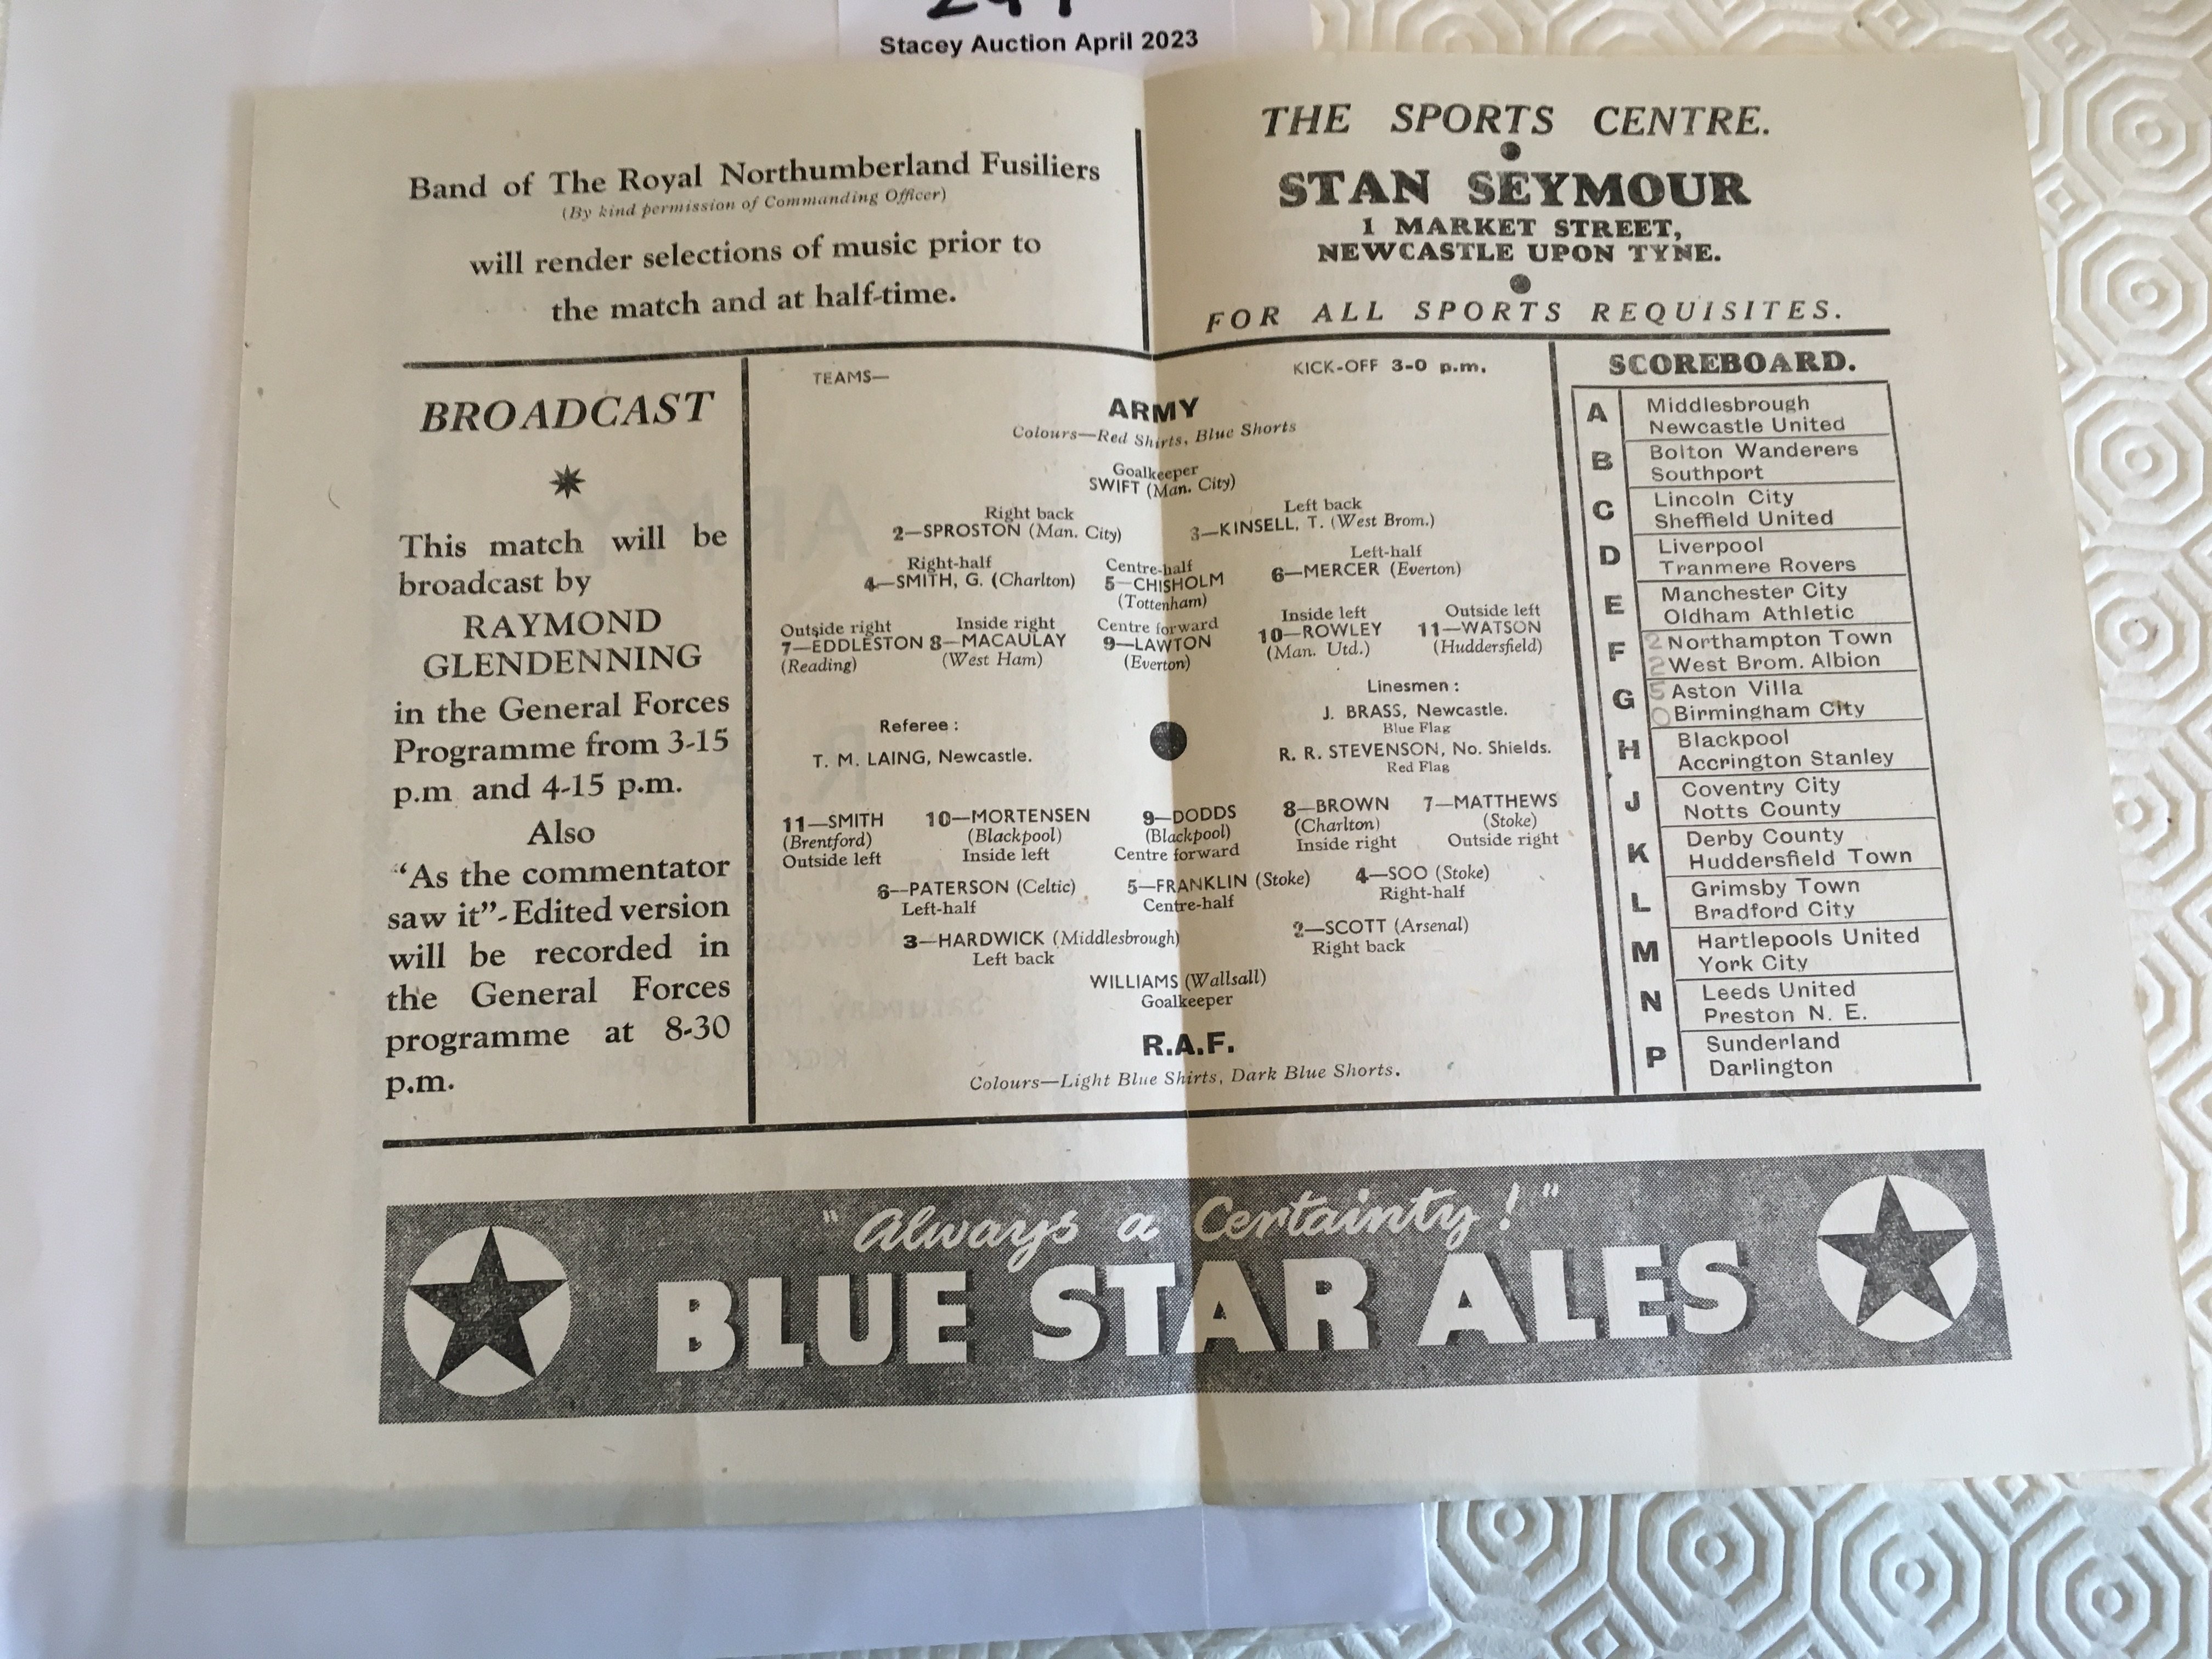 Stacey Auction April 2023
Band of The Royal Northumberland Fusiliers
(By kind permission of Commanding Officer)
will render selections of music prior to
the match and at half-time.
THE SPORTS CENTRE.
STAN SEYMOUR
1 MARKET STREET,
NEWCASTLE UPON TYNE.
FOR ALL SPORTS REQUISITES.
BROADCAST
This match will be
broadcast by
RAYMOND
GLENDENNING
in the General Forces
Programme from 3-15
p.m and 4-15 p.m.
Also
"As the commentator
saw it"-Edited version
will be recorded in
the General Forces
programme at 8-30
p.m.
TEAMS— KICK-OFF 3-0 p.m.
ARMY
Colours—Red Shirts, Blue Shorts
Goalkeeper
SWIFT (Man. City)
Right back Left back
2—SPROSTON (Man. City) 3—KINSELL, T. (West Brom.)
Right-half Centre-half Left-half
4—SMITH, G. (Charlton) 5—CHISHOLM 6—MERCER (Everton)
(Tottenham)
Outside right Inside right Centre forward Inside left Outside left
7—EDDLESTON 8—MACAULAY 9—LAWTON 10—ROWLEY 11—WATSON
(Reading) (West Ham) (Everton) (Man. Utd.) (Huddersfield)
Linesmen :
Referee : J. BRASS, Newcastle.
Blue Flag
T. M. LAING, Newcastle. R. R. STEVENSON, No. Shields.
Red Flag
11—SMITH 10—MORTENSEN 9—DODDS 8—BROWN 7—MATTHEWS
(Brentford) (Blackpool) (Blackpool) (Charlton) (Stoke)
Outside left Inside left Centre forward Inside right Outside right
6—PATERSON (Celtic) 5—FRANKLIN (Stoke) 4—SOO (Stoke)
Left-half Centre-half Right-half
3—HARDWICK (Middlesbrough) 2—SCOTT (Arsenal)
Left back Right back
WILLIAMS (Wallsall)
Goalkeeper
R.A.F.
Colours—Light Blue Shirts, Dark Blue Shorts.
SCOREBOARD.
A Middlesbrough
Newcastle United
B Bolton Wanderers
Southport
C Lincoln City
Sheffield United
D Liverpool
Tranmere Rovers
E Manchester City
Oldham Athletic
F 2 Northampton Town
2 West Brom. Albion
G 5 Aston Villa
0 Birmingham City
H Blackpool
Accrington Stanley
J Coventry City
Notts County
K Derby County
Huddersfield Town
L Grimsby Town
Bradford City
M Hartlepools United
York City
N Leeds United
Preston N. E.
P Sunderland
Darlington
"Always a Certainty!"
BLUE STAR ALES